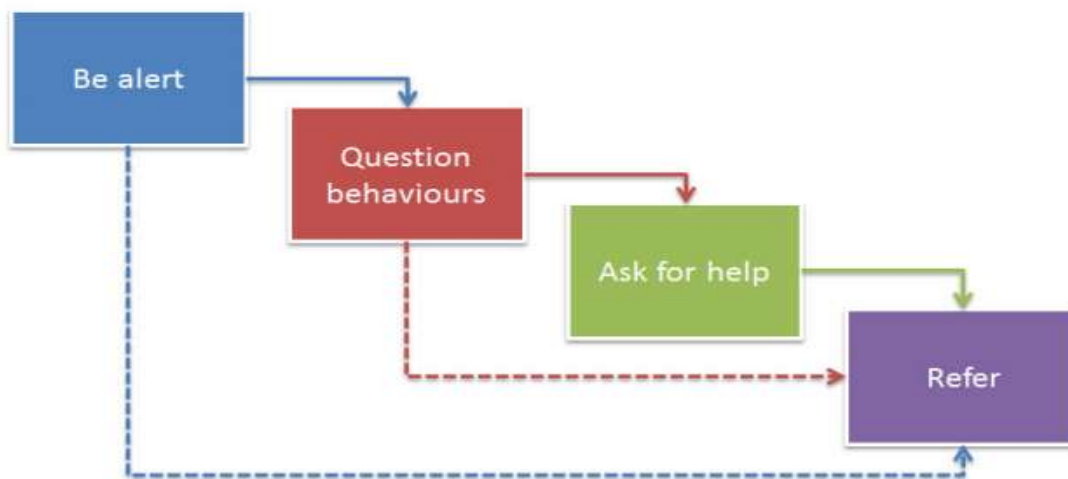 Be alert
Question
behaviours
Ask for help
Refer